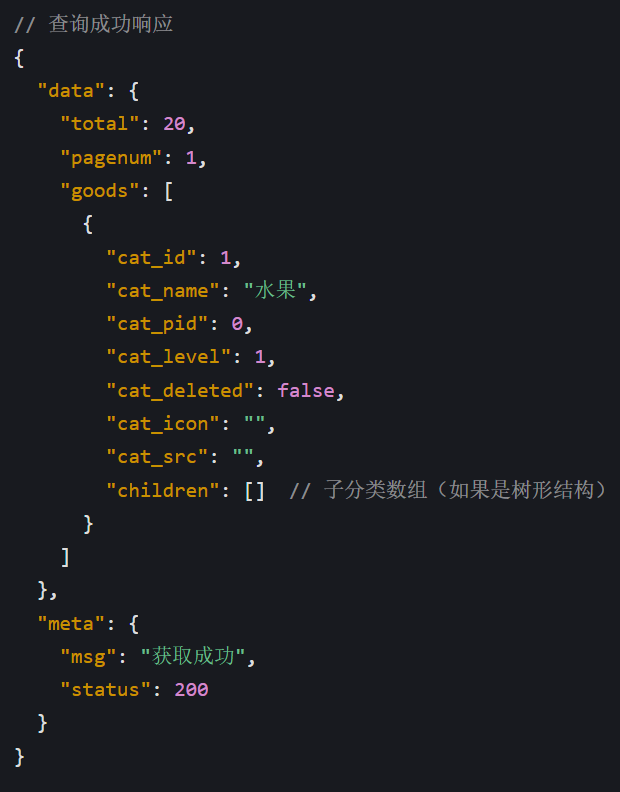 // 查询成功响应
{
  "data": {
    "total": 20,
    "pagenum": 1,
    "goods": [
      {
        "cat_id": 1,
        "cat_name": "水果",
        "cat_pid": 0,
        "cat_level": 1,
        "cat_deleted": false,
        "cat_icon": "",
        "cat_src": "",
        "children": []  // 子分类数组（如果是树形结构）
      }
    ]
  },
  "meta": {
    "msg": "获取成功",
    "status": 200
  }
}